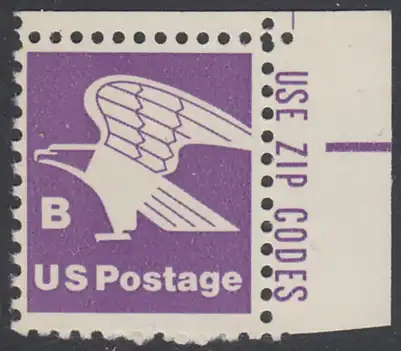 B
US Postage
USE ZIP CODES